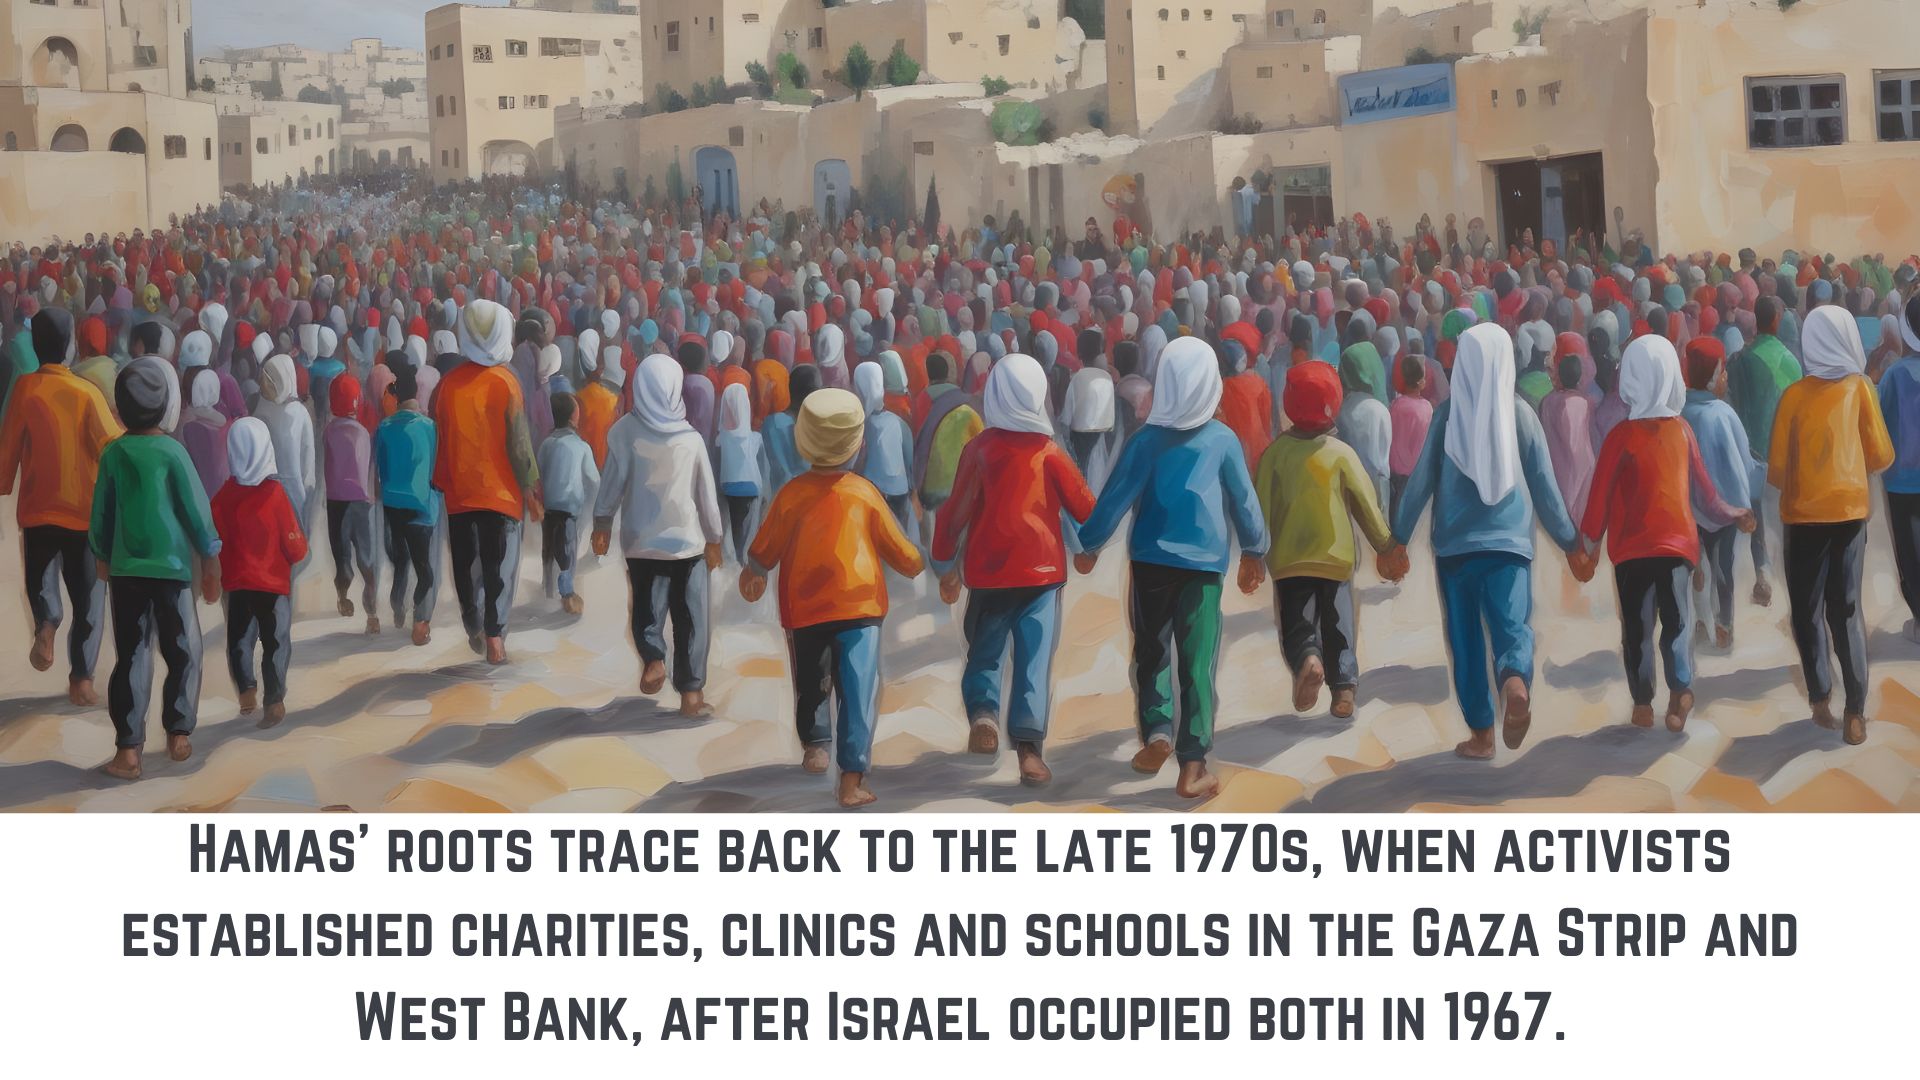 Hamas’ roots trace back to the late 1970s, when activists
established charities, clinics and schools in the Gaza Strip and
West Bank, after Israel occupied both in 1967.